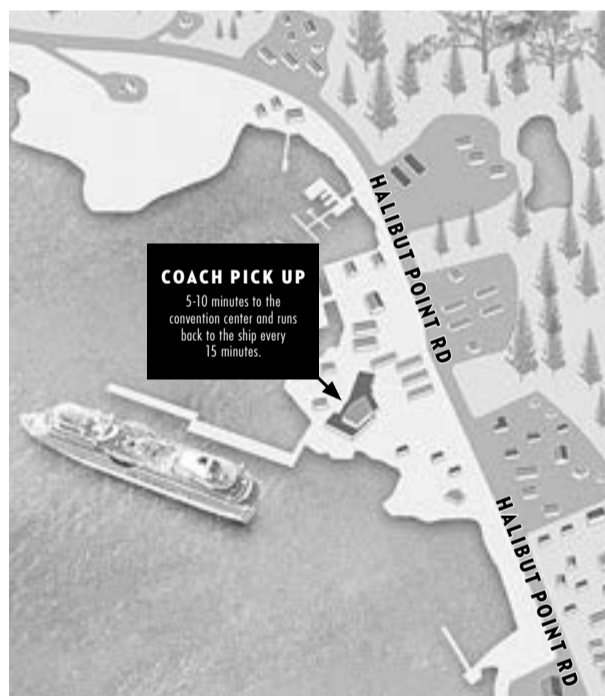 HALIBUT POINT RD
COACH PICK UP
5-10 minutes to the
convention center and runs
back to the ship every
15 minutes.
HALIBUT POINT RD